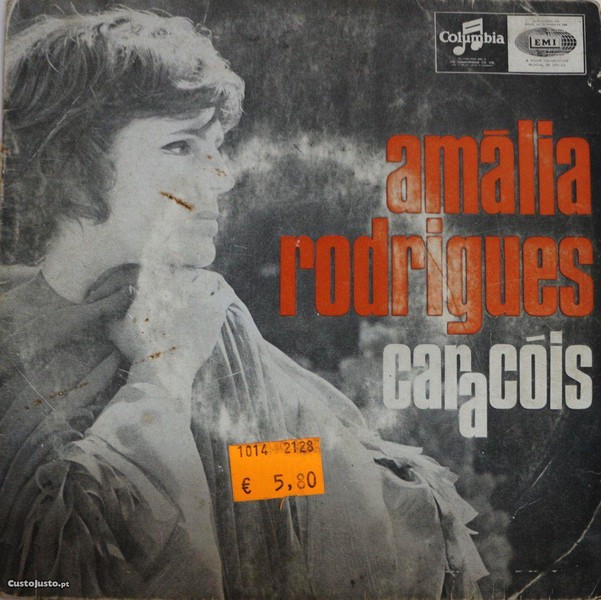 Columbia
EMI
amália
rodrigues
caracóis
1014 2128
€ 5,80
CustoJusto.pt